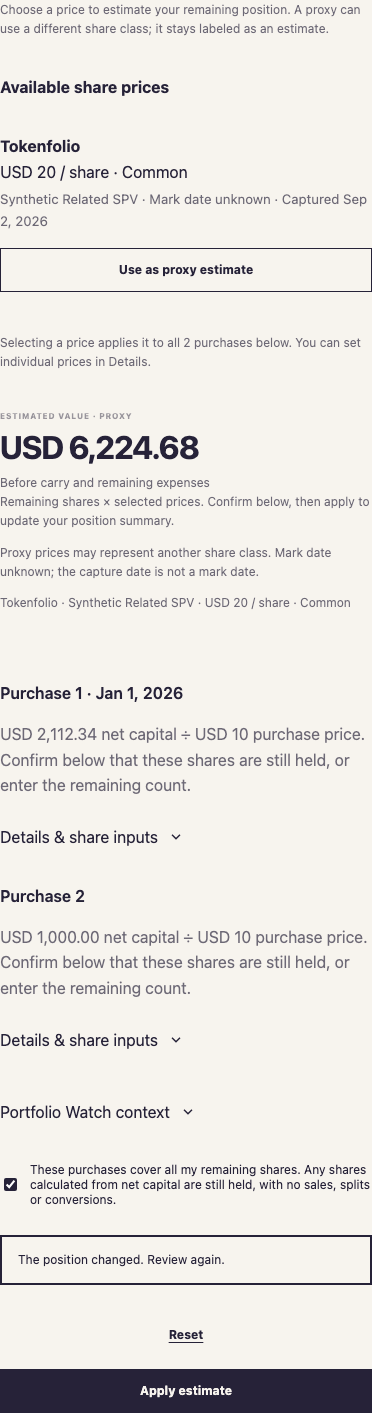 Choose a price to estimate your remaining position. A proxy can
use a different share class; it stays labeled as an estimate.
Available share prices
Tokenfolio
USD 20 / share · Common
Synthetic Related SPV · Mark date unknown · Captured Sep
2, 2026
Use as proxy estimate
Selecting a price applies it to all 2 purchases below. You can set
individual prices in Details.
ESTIMATED VALUE · PROXY
USD 6,224.68
Before carry and remaining expenses
Remaining shares × selected prices. Confirm below, then apply to
update your position summary.
Proxy prices may represent another share class. Mark date
unknown; the capture date is not a mark date.
Tokenfolio · Synthetic Related SPV · USD 20 / share · Common
Purchase 1 · Jan 1, 2026
USD 2,112.34 net capital ÷ USD 10 purchase price.
Confirm below that these shares are still held, or
enter the remaining count.
Details & share inputs
Purchase 2
USD 1,000.00 net capital ÷ USD 10 purchase price.
Confirm below that these shares are still held, or
enter the remaining count.
Details & share inputs
Portfolio Watch context
These purchases cover all my remaining shares. Any shares
calculated from net capital are still held, with no sales, splits
or conversions.
The position changed. Review again.
Reset
Apply estimate